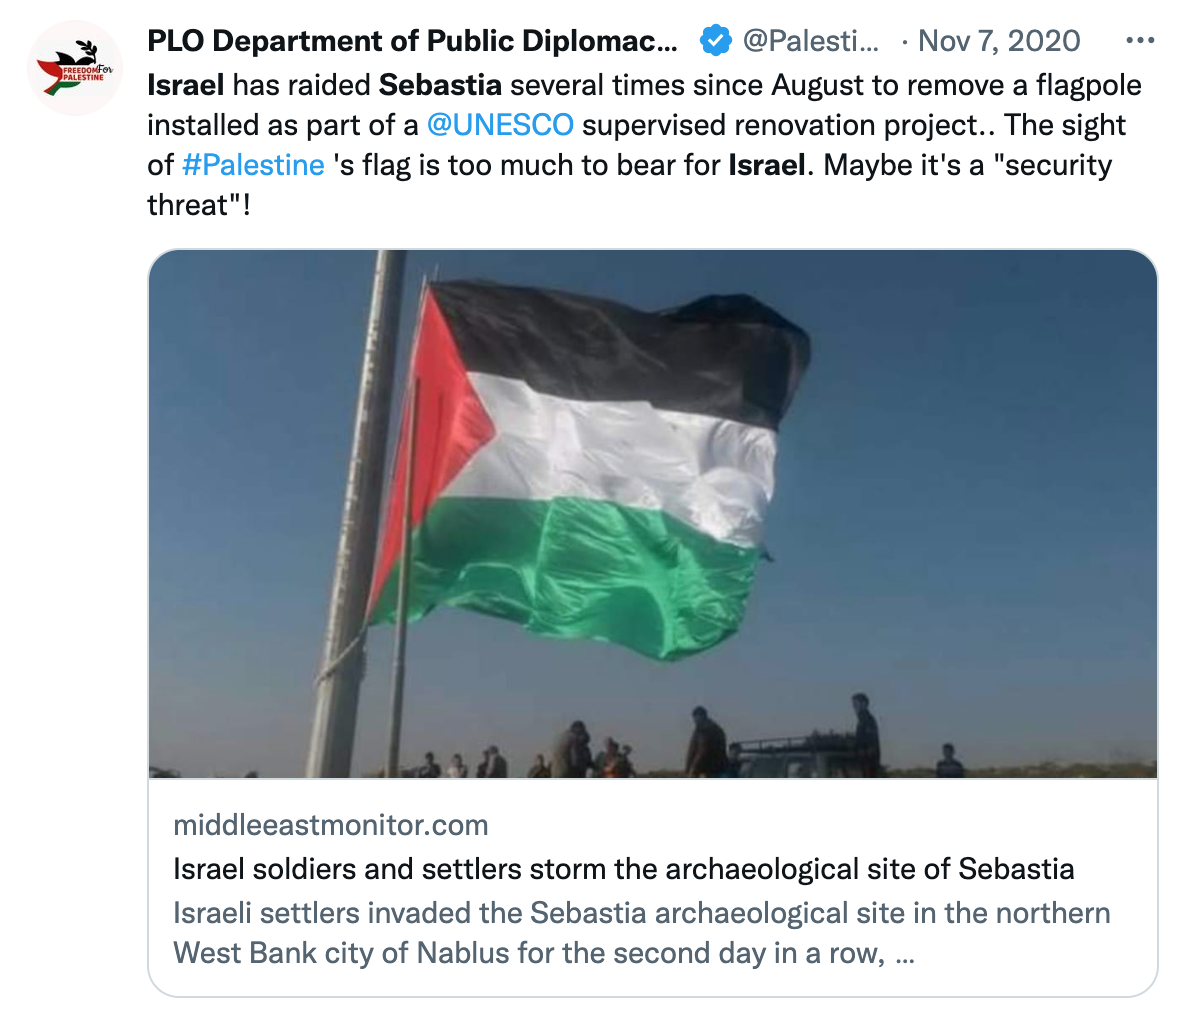 PLO Department of Public Diplomac... @Palesti... · Nov 7, 2020
Israel has raided Sebastia several times since August to remove a flagpole
installed as part of a @UNESCO supervised renovation project.. The sight
of #Palestine 's flag is too much to bear for Israel. Maybe it's a "security
threat"!
FREEDOM For
PALESTINE
middleeastmonitor.com
Israel soldiers and settlers storm the archaeological site of Sebastia
Israeli settlers invaded the Sebastia archaeological site in the northern
West Bank city of Nablus for the second day in a row, ...